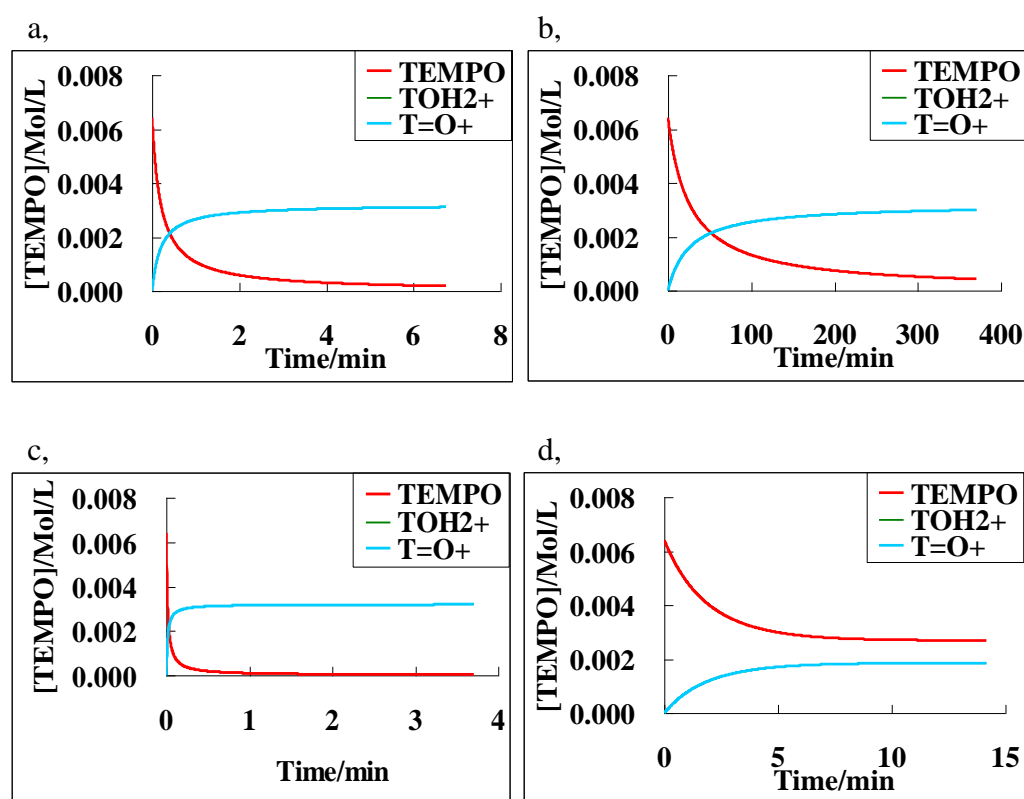 a,
[TEMPO]/Mol/L
0.008
0.006
0.004
0.002
0.000
TEMPO
TOH2+
T=O+
0 2 4 6 8
Time/min
b,
[TEMPO]/Mol/L
0.008
0.006
0.004
0.002
0.000
TEMPO
TOH2+
T=O+
0 100 200 300 400
Time/min
c,
[TEMPO]/Mol/L
0.008
0.006
0.004
0.002
0.000
TEMPO
TOH2+
T=O+
0 1 2 3 4
Time/min
d,
[TEMPO]/Mol/L
0.008
0.006
0.004
0.002
0.000
TEMPO
TOH2+
T=O+
0 5 10 15
Time/min